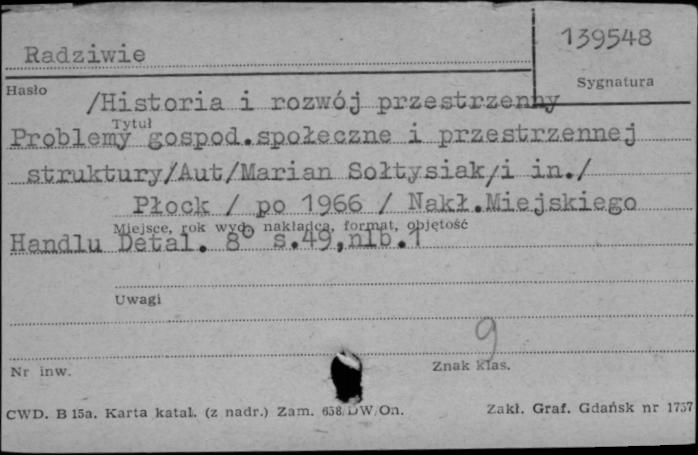 Radziwie
139548
Hasło
Sygnatura
/Historia i rozwój przestrzenny
Tytuł
Problemy gospod.społeczne i przestrzennej
struktury/Aut/Marian Sołtysiak/i in./
Płock / po 1966 / Nakł.Miejskiego
Miejsce, rok wyd., nakładca, format, objętość
Handlu Detal. 8° s.49,nlb.1
Uwagi
9
Nr inw.
Znak klas.
CWD. B 15a. Karta katal. (z nadr.) Zam. 658/DW/On.
Zakł. Graf. Gdańsk nr 1757